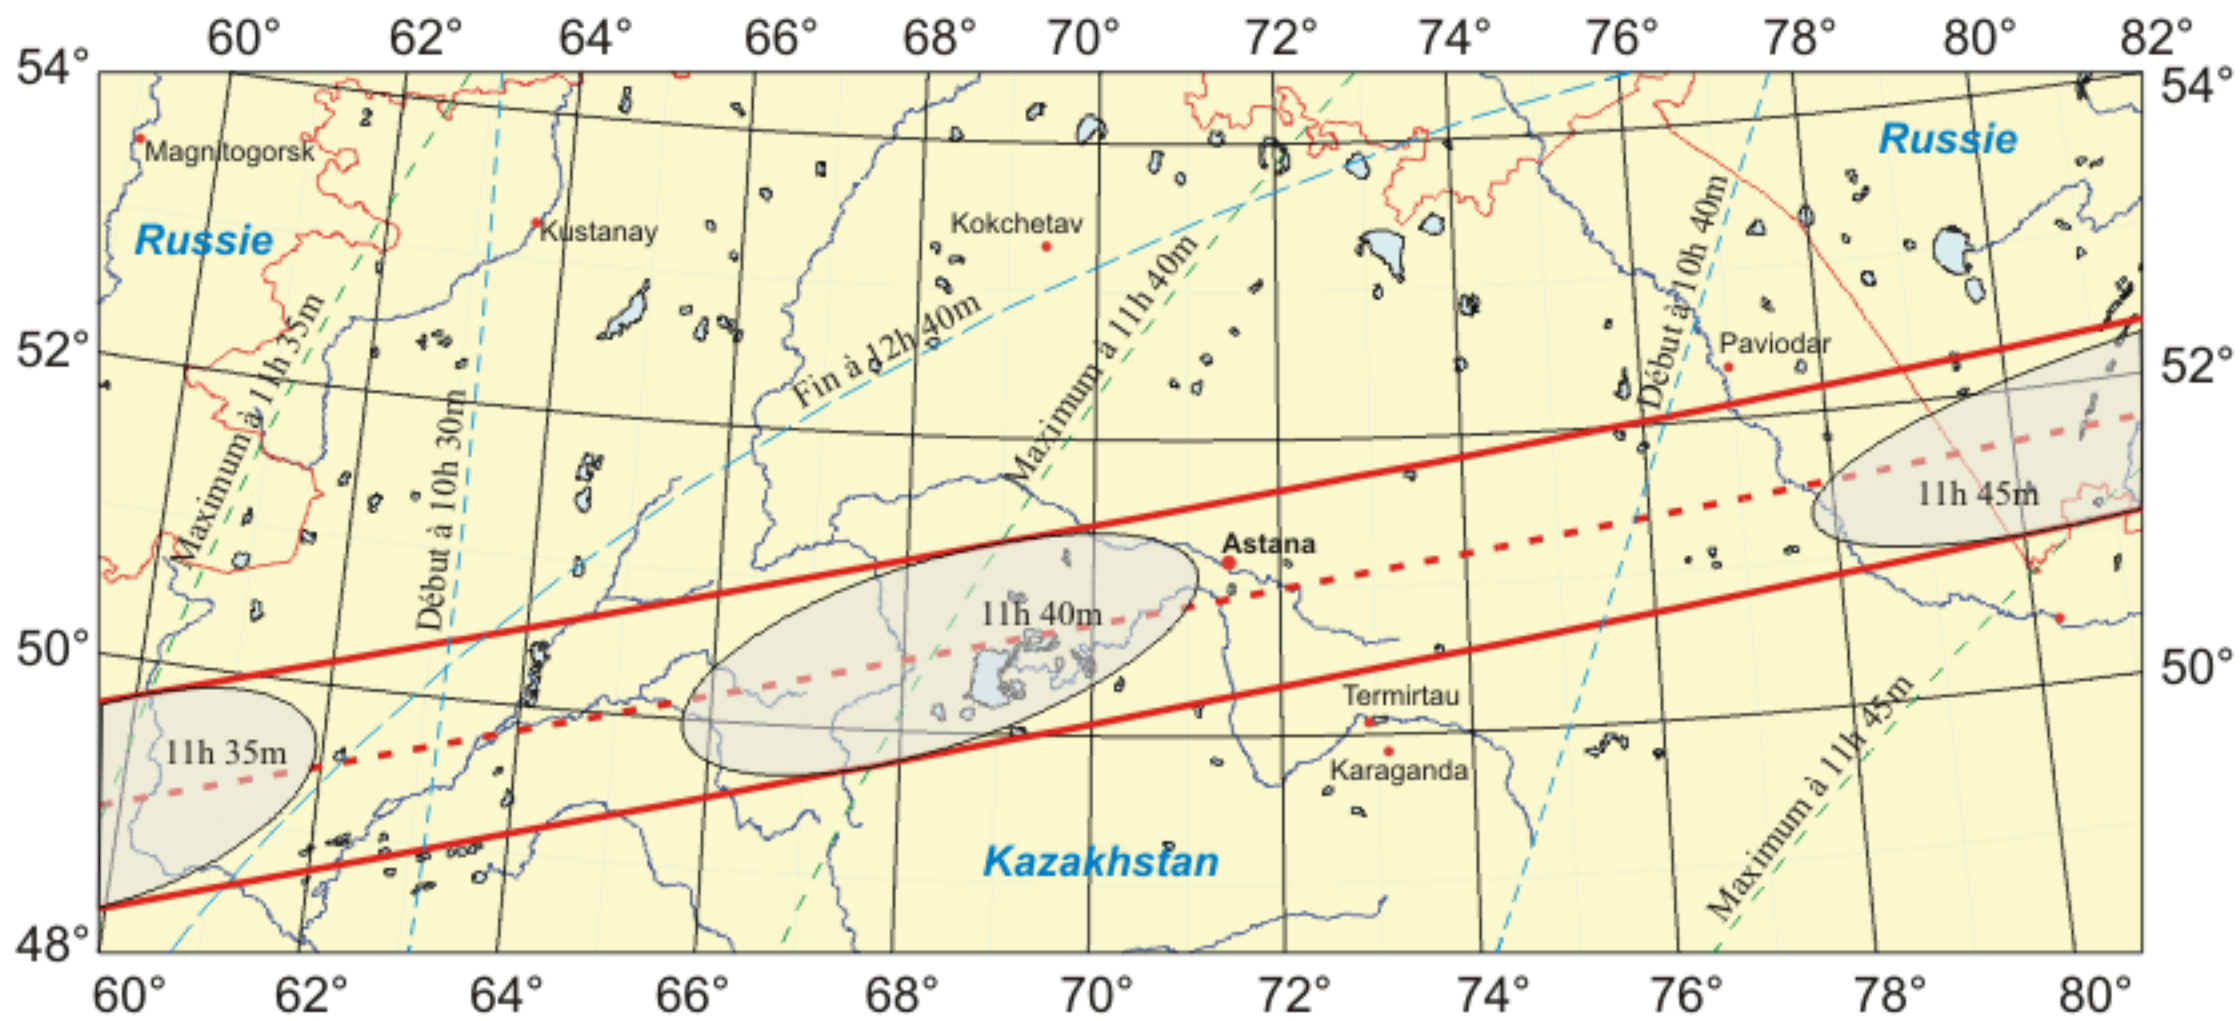 60° 62° 64° 66° 68° 70° 72° 74° 76° 78° 80° 82°
54° 54°
Magnitogorsk
Russie
Russie
Kustanay
Kokchetav
Début à 10h 40m
Maximum à 11h 40m
Maximum à 11h 35m
Fin à 12h 40m
52° 52°
Paviodar
Début à 10h 30m
11h 45m
Astana
11h 40m
50° 50°
Termirtau
11h 35m
Karaganda
Maximum à 11h 45m
Kazakhstan
48°
60° 62° 64° 66° 68° 70° 72° 74° 76° 78° 80°